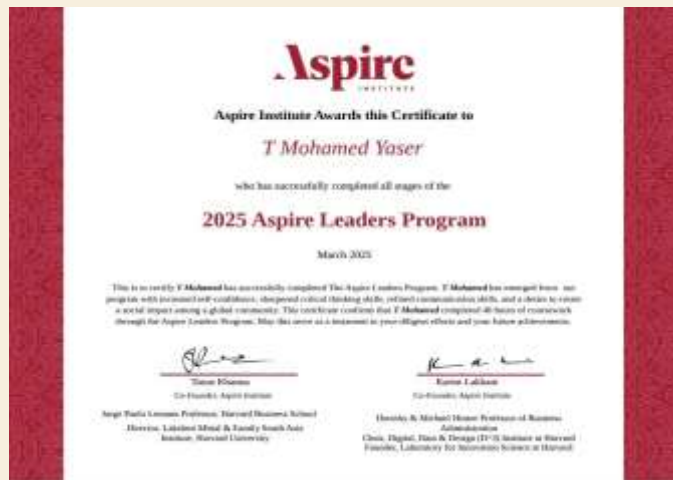 Aspire
INSTITUTE
Aspire Institute Awards this Certificate to
T Mohamed Yaser
who has successfully completed all stages of the
2025 Aspire Leaders Program
March 2025
This is to certify T Mohamed has successfully completed The Aspire Leaders Program. T Mohamed has emerged from our
program with increased self-confidence, sharpened critical thinking skills, refined communication skills, and a desire to create
a social impact among a global community. This certificate confirms that T Mohamed completed 40 hours of coursework
through the Aspire Leaders Program. May this serve as a testament to your diligent efforts and your future achievements.
Tarun Khanna
Co-Founder, Aspire Institute
Jorge Paulo Lemann Professor, Harvard Business School
Director, Lakshmi Mittal & Family South Asia
Institute, Harvard University
Karim Lakhani
Co-Founder, Aspire Institute
Dorothy & Michael Hintze Professor of Business
Administration
Chair, Digital, Data & Design (D^3) Institute at Harvard
Founder, Laboratory for Innovation Science at Harvard